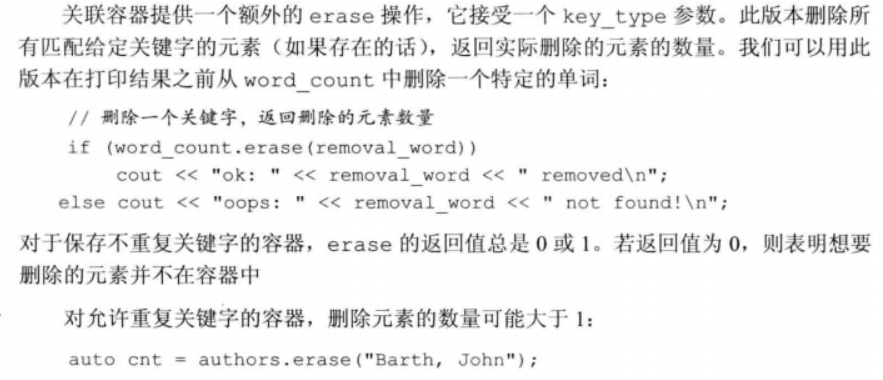 关联容器提供一个额外的 erase 操作，它接受一个 key_type 参数。此版本删除所
有匹配给定关键字的元素（如果存在的话），返回实际删除的元素的数量。我们可以用此
版本在打印结果之前从 word_count 中删除一个特定的单词：
// 删除一个关键字，返回删除的元素数量
if (word_count.erase(removal_word))
cout << "ok: " << removal_word << " removed\n";
else cout << "oops: " << removal_word << " not found!\n";
对于保存不重复关键字的容器，erase 的返回值总是 0 或 1。若返回值为 0，则表明想要
删除的元素并不在容器中
对允许重复关键字的容器，删除元素的数量可能大于 1：
auto cnt = authors.erase("Barth, John");